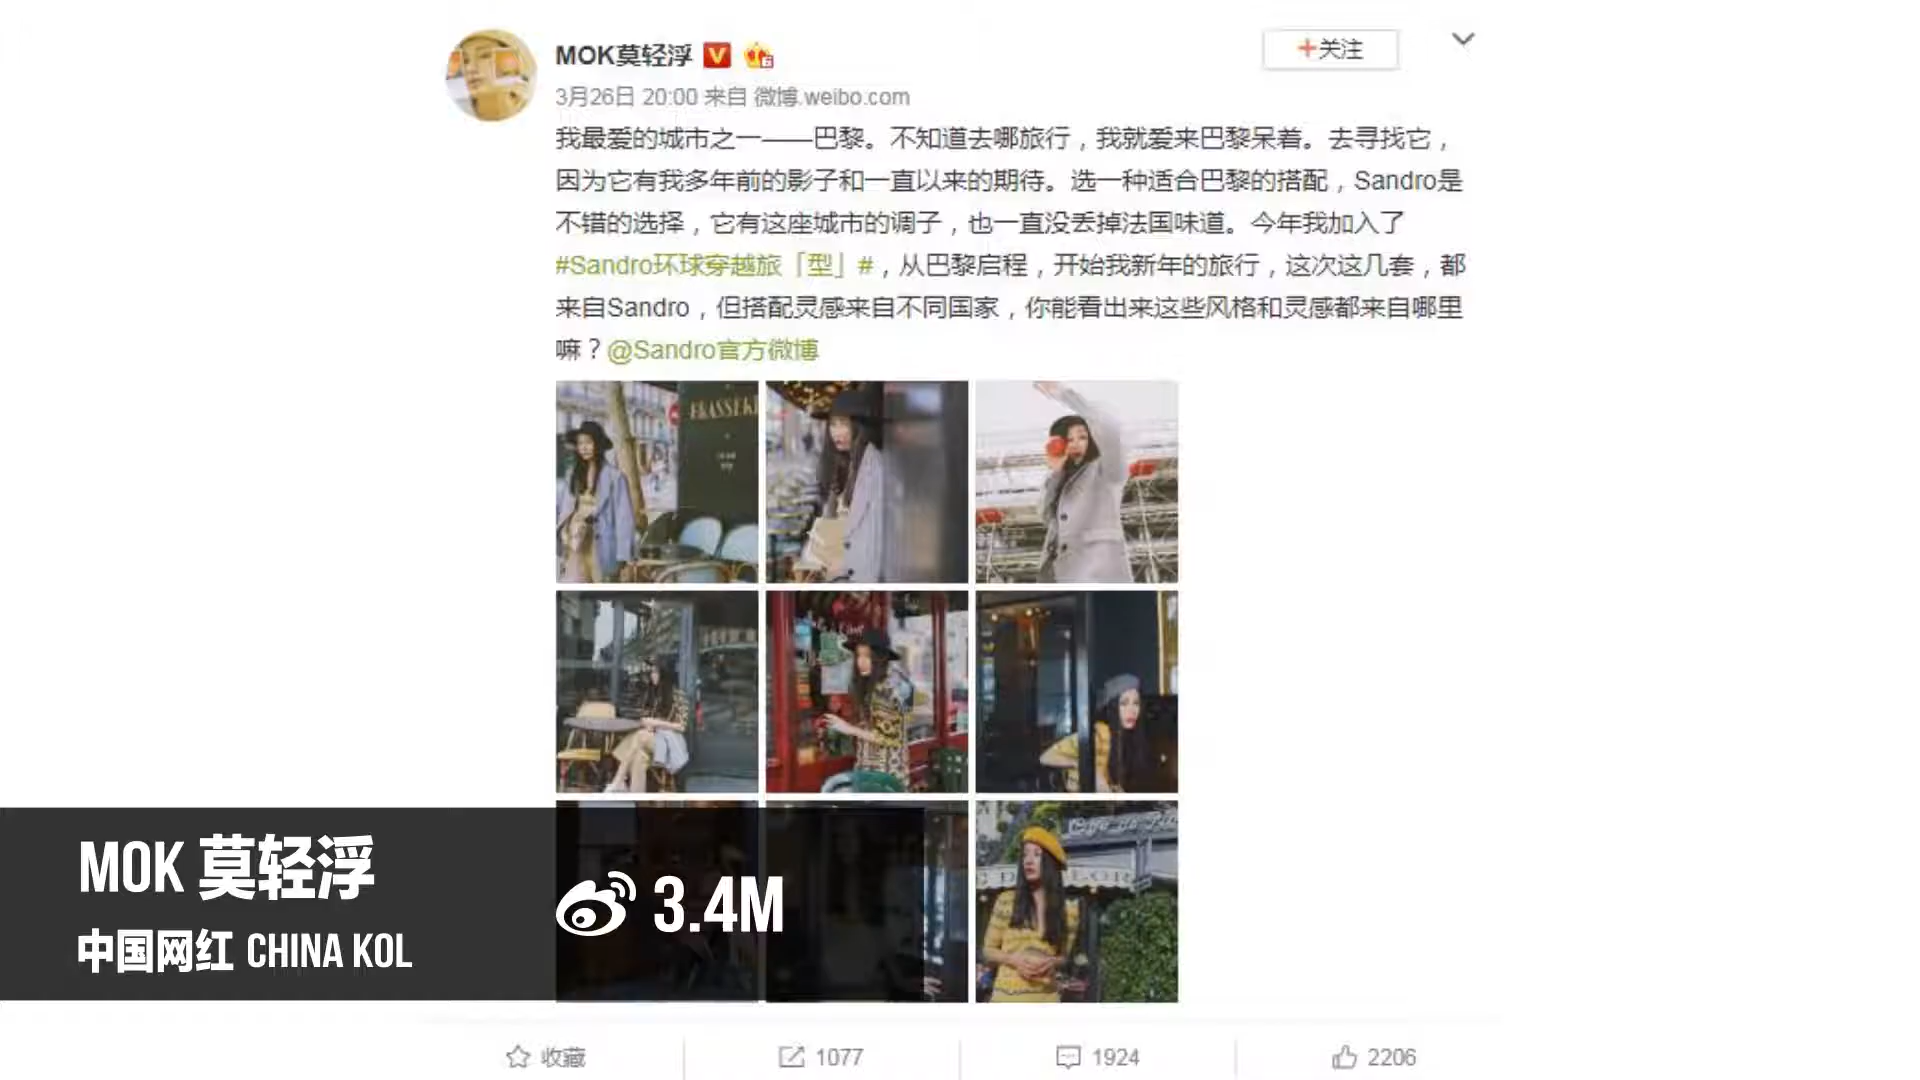 MOK莫轻浮
+关注
3月26日 20:00 来自 微博 weibo.com
我最爱的城市之一——巴黎。不知道去哪旅行，我就爱来巴黎呆着。去寻找它，
因为它有我多年前的影子和一直以来的期待。选一种适合巴黎的搭配，Sandro是
不错的选择，它有这座城市的调子，也一直没丢掉法国味道。今年我加入了
#Sandro环球穿越旅「型」#，从巴黎启程，开始我新年的旅行，这次这几套，都
来自Sandro，但搭配灵感来自不同国家，你能看出来这些风格和灵感都来自哪里
嘛？@Sandro官方微博
MOK 莫轻浮
中国网红 CHINA KOL
3.4M
收藏
1077
1924
2206